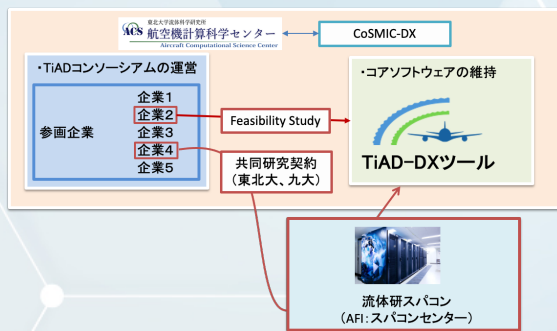 東北大学流体科学研究所
ACS 航空機計算科学センター
Aircraft Computational Science Center
CoSMIC-DX
・TiADコンソーシアムの運営
参画企業
企業1
企業2
企業3
企業4
企業5
Feasibility Study
共同研究契約
(東北大、九大)
・コアソフトウェアの維持
TiAD-DXツール
流体研スパコン
(AFI:スパコンセンター)